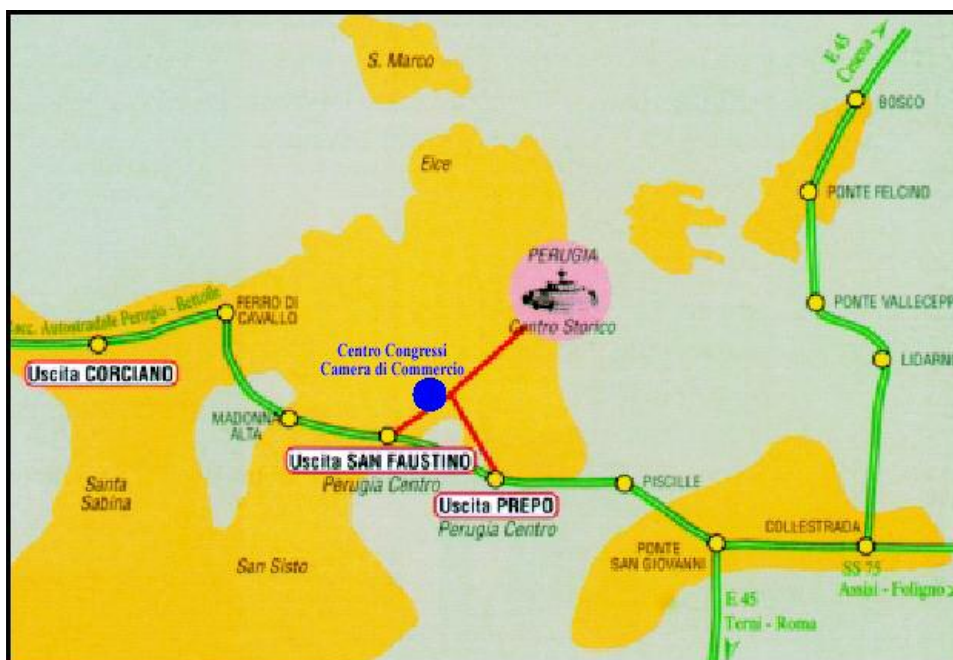 S. Marco
E 45
Cesena
BOSCO
Elce
PONTE FELCINO
PERUGIA
Centro Storico
PONTE VALLECEPPI
Racc. Autostradale Perugia - Bettolle
FERRO DI
CAVALLO
LIDARNO
Uscita CORCIANO
Centro Congressi
Camera di Commercio
MADONNA
ALTA
Uscita SAN FAUSTINO
Perugia Centro
Santa
Sabina
Uscita PREPO
Perugia Centro
PISCILLE
COLLESTRADA
PONTE
SAN GIOVANNI
San Sisto
SS 75
Assisi - Foligno
E 45
Terni - Roma